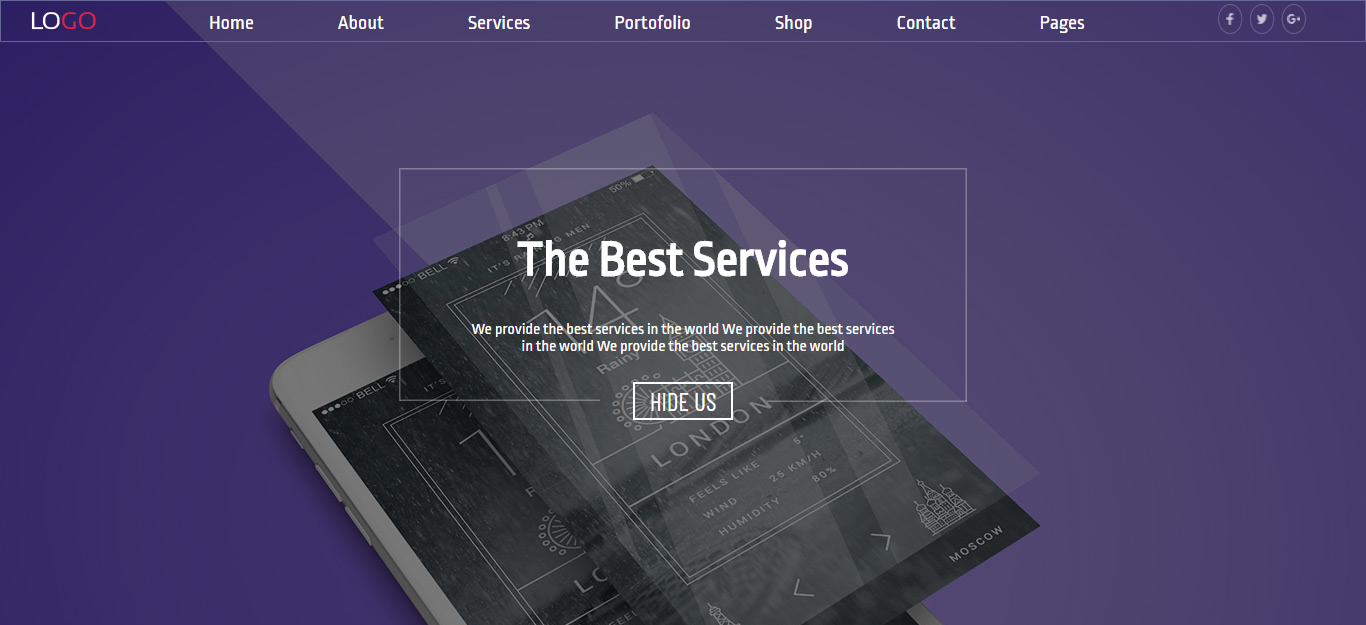 LOGO
Home
About
Services
Portofolio
Shop
Contact
Pages
The Best Services
We provide the best services in the world We provide the best services
in the world We provide the best services in the world
HIDE US
50%
8:43 PM
BELL
IT'S RAINING MEN
14°
Rainy
LONDON
FEELS LIKE 5°
WIND 25 KM/H
HUMIDITY 80%
MOSCOW
BELL
IT'S